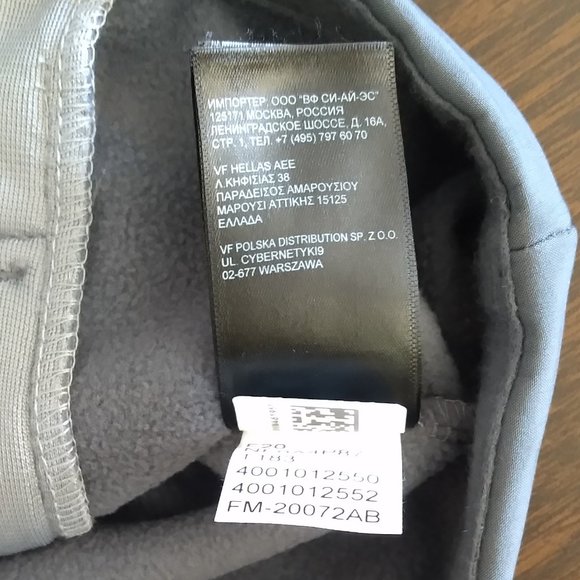 ИМПОРТЕР: ООО "ВФ СИ-АЙ-ЭС"
125171 МОСКВА, РОССИЯ
ЛЕНИНГРАДСКОЕ ШОССЕ, Д. 16А,
СТР. 1, ТЕЛ. +7 (495) 797 60 70
VF HELLAS AEE
Λ.ΚΗΦΙΣΙΑΣ 38
ΠΑΡΑΔΕΙΣΟΣ ΑΜΑΡΟΥΣΙΟΥ
ΜΑΡΟΥΣΙ ΑΤΤΙΚΗΣ 15125
ΕΛΛΑΔΑ
VF POLSKA DISTRIBUTION SP. Z O.O.
UL CYBERNETYKI9
02-677 WARSZAWA
F20
1183
4001012550
4001012552
FM-20072AB